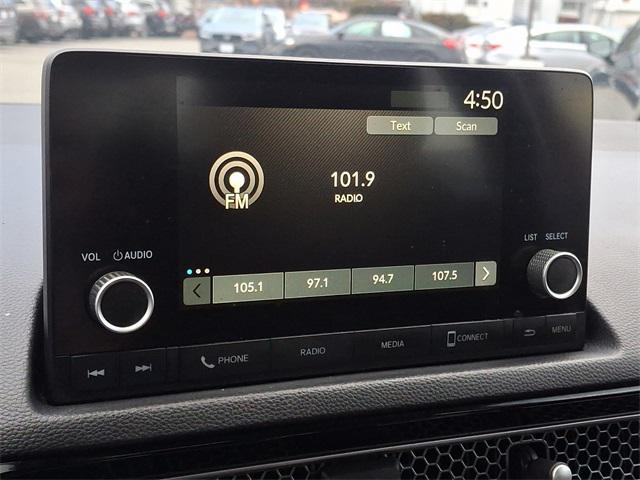 4:50
Text Scan
101.9
FM RADIO
VOL AUDIO
LIST SELECT
105.1 97.1 94.7 107.5
PHONE RADIO MEDIA CONNECT MENU